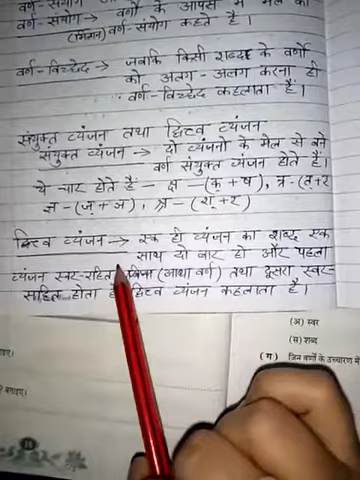 वर्ण-संयोग → वर्णों के आपस में मेल को
(मिलान) वर्ण-संयोग कहते हैं।
वर्ण-विच्छेद → जबकि किसी शब्द के वर्णों
को अलग-अलग करना ही
वर्ण-विच्छेद कहलाता हैं।
संयुक्त व्यंजन तथा द्वित्व व्यंजन-
संयुक्त व्यंजन → दो व्यंजनों के मेल से बने
वर्ण संयुक्त व्यंजन होते हैं।
ये चार होते हैं- क्ष - (क्+ष), त्र-(त्+र
ज्ञ-(ज्+ञ), श्र-(श्+र)
द्वित्व व्यंजन → एक ही व्यंजन का शब्द एक
साथ दो बार हो और पहला
व्यंजन स्वर-रहित (आधा वर्ण) तथा दूसरा स्वर-
सहित होता है द्वित्व व्यंजन कहलाता है।
(अ) स्वर
(स) शब्द
(ग) जिन वर्णों के उच्चारण में